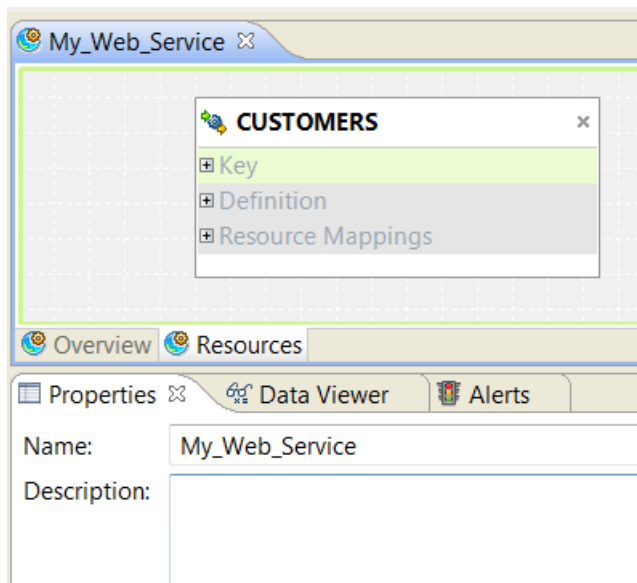 My_Web_Service
CUSTOMERS
Key
Definition
Resource Mappings
Overview Resources
Properties Data Viewer Alerts
Name: My_Web_Service
Description: